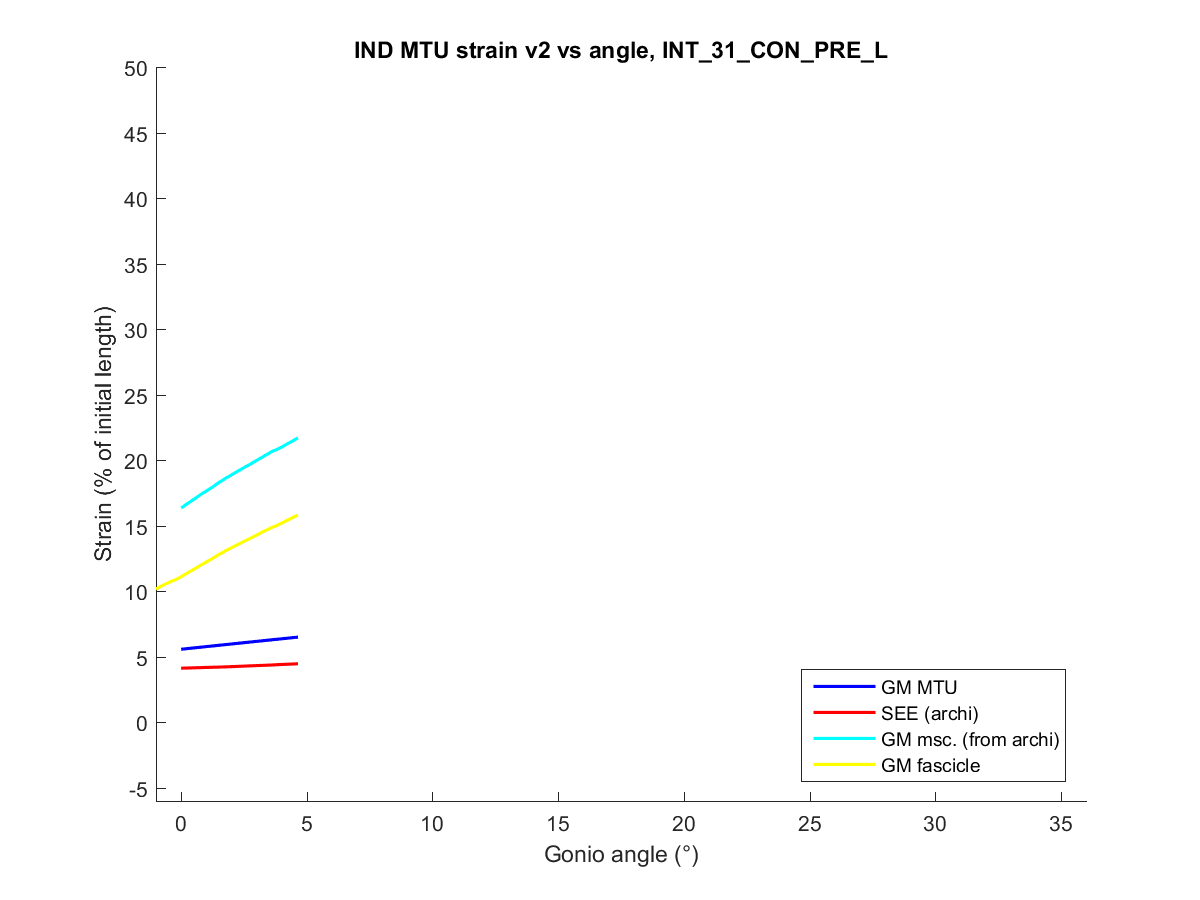 IND MTU strain v2 vs angle, INT_31_CON_PRE_L
50
45
40
35
30
25
20
15
10
5
0
-5
Strain (% of initial length)
0 5 10 15 20 25 30 35
Gonio angle (°)
GM MTU
SEE (archi)
GM msc. (from archi)
GM fascicle